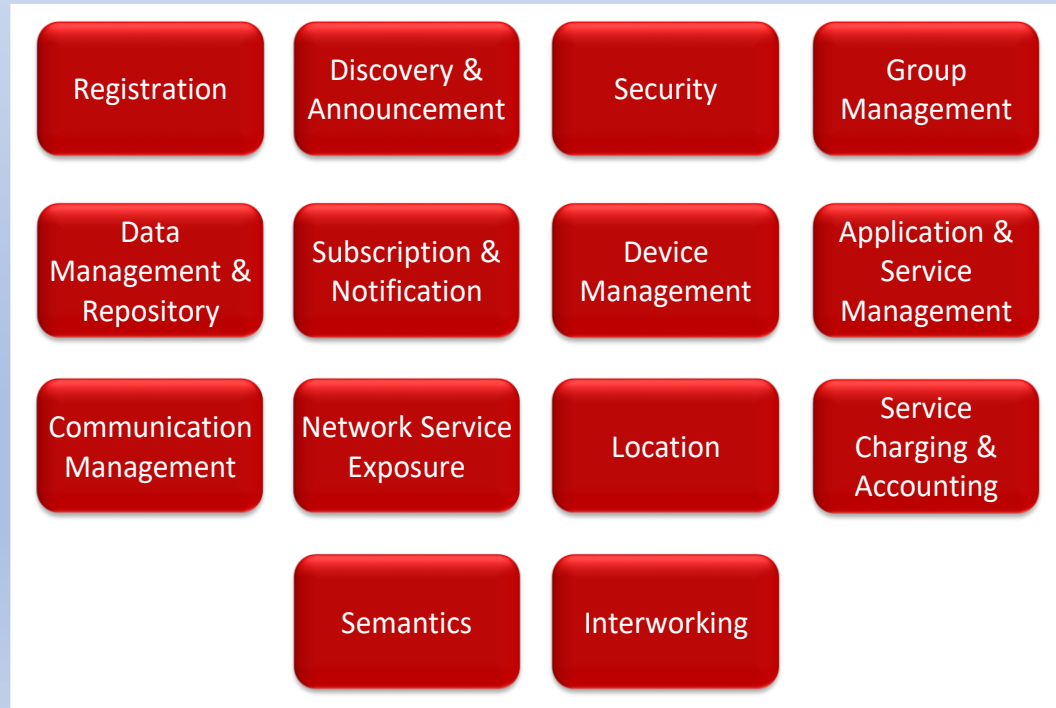 Registration
Discovery &
Announcement
Security
Group
Management
Data
Management &
Repository
Subscription &
Notification
Device
Management
Application &
Service
Management
Communication
Management
Network Service
Exposure
Location
Service
Charging &
Accounting
Semantics
Interworking